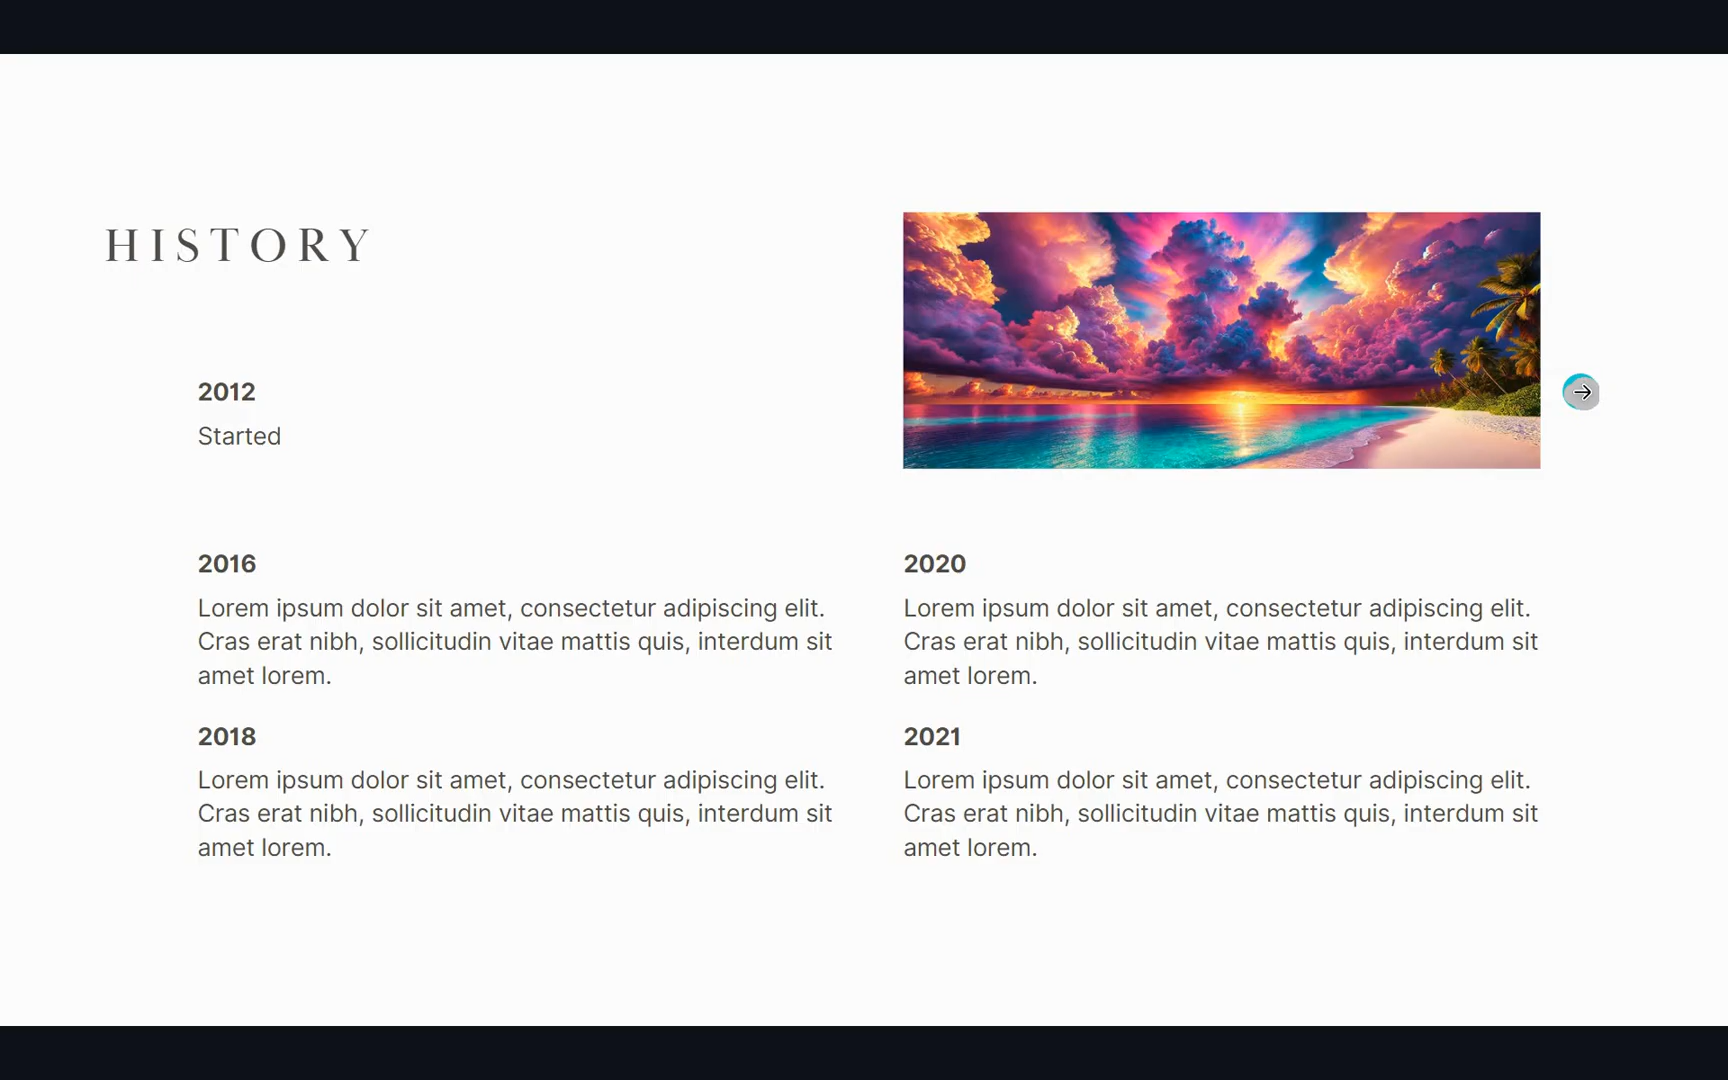 HISTORY
2012
Started
2016
Lorem ipsum dolor sit amet, consectetur adipiscing elit.
Cras erat nibh, sollicitudin vitae mattis quis, interdum sit
amet lorem.
2018
Lorem ipsum dolor sit amet, consectetur adipiscing elit.
Cras erat nibh, sollicitudin vitae mattis quis, interdum sit
amet lorem.
2020
Lorem ipsum dolor sit amet, consectetur adipiscing elit.
Cras erat nibh, sollicitudin vitae mattis quis, interdum sit
amet lorem.
2021
Lorem ipsum dolor sit amet, consectetur adipiscing elit.
Cras erat nibh, sollicitudin vitae mattis quis, interdum sit
amet lorem.